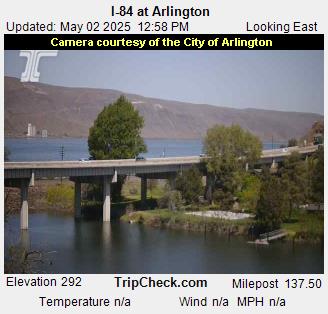 I-84 at Arlington
Updated: May 02 2025 12:58 PM Looking East
Camera courtesy of the City of Arlington
Elevation 292 TripCheck.com Milepost 137.50
Temperature n/a Wind n/a MPH n/a